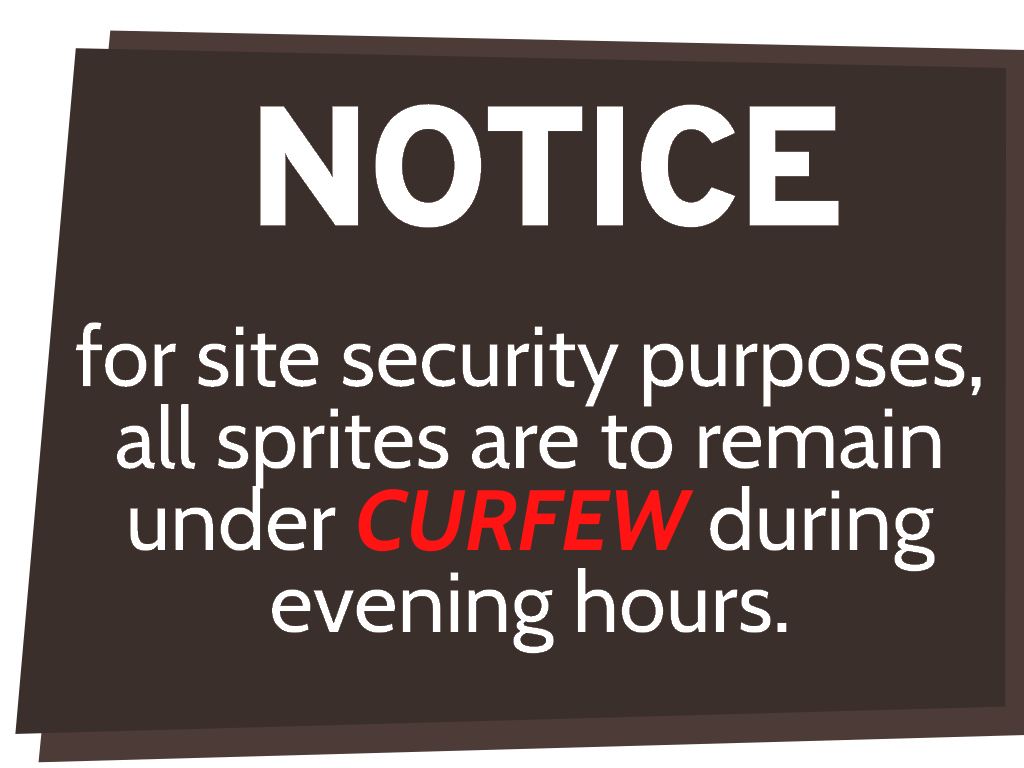 NOTICE
for site security purposes,
all sprites are to remain
under CURFEW during
evening hours.